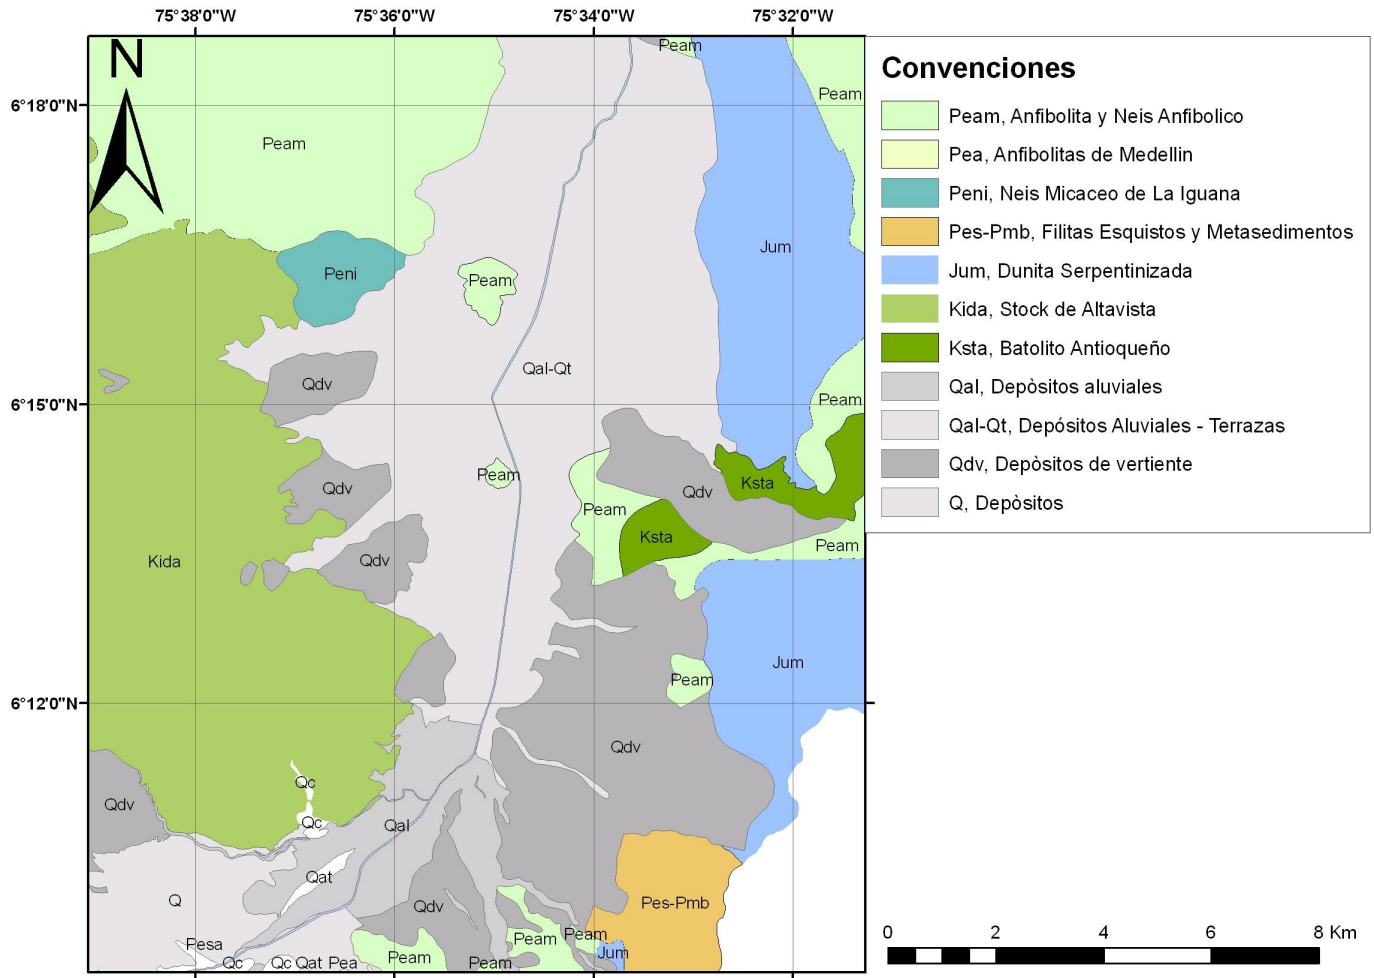 75°38'0"W 75°36'0"W 75°34'0"W 75°32'0"W
N
6°18'0"N
6°15'0"N
6°12'0"N
Peam
Peam
Peam
Jum
Peni
Peam
Qal-Qt
Qdv
Peam
Peam
Qdv
Qdv
Ksta
Peam
Ksta
Peam
Kida
Qdv
Jum
Peam
Qdv
Qc
Qdv
Qc
Qal
Qat
Q
Qdv
Pes-Pmb
Pesa
Peam
Peam
Jum
Qc
Qc Qat Pea
Peam
Peam
Convenciones
Peam, Anfibolita y Neis Anfibolico
Pea, Anfibolitas de Medellin
Peni, Neis Micaceo de La Iguana
Pes-Pmb, Filitas Esquistos y Metasedimentos
Jum, Dunita Serpentinizada
Kida, Stock de Altavista
Ksta, Batolito Antioqueño
Qal, Depòsitos aluviales
Qal-Qt, Depósitos Aluviales - Terrazas
Qdv, Depòsitos de vertiente
Q, Depòsitos
0 2 4 6 8 Km